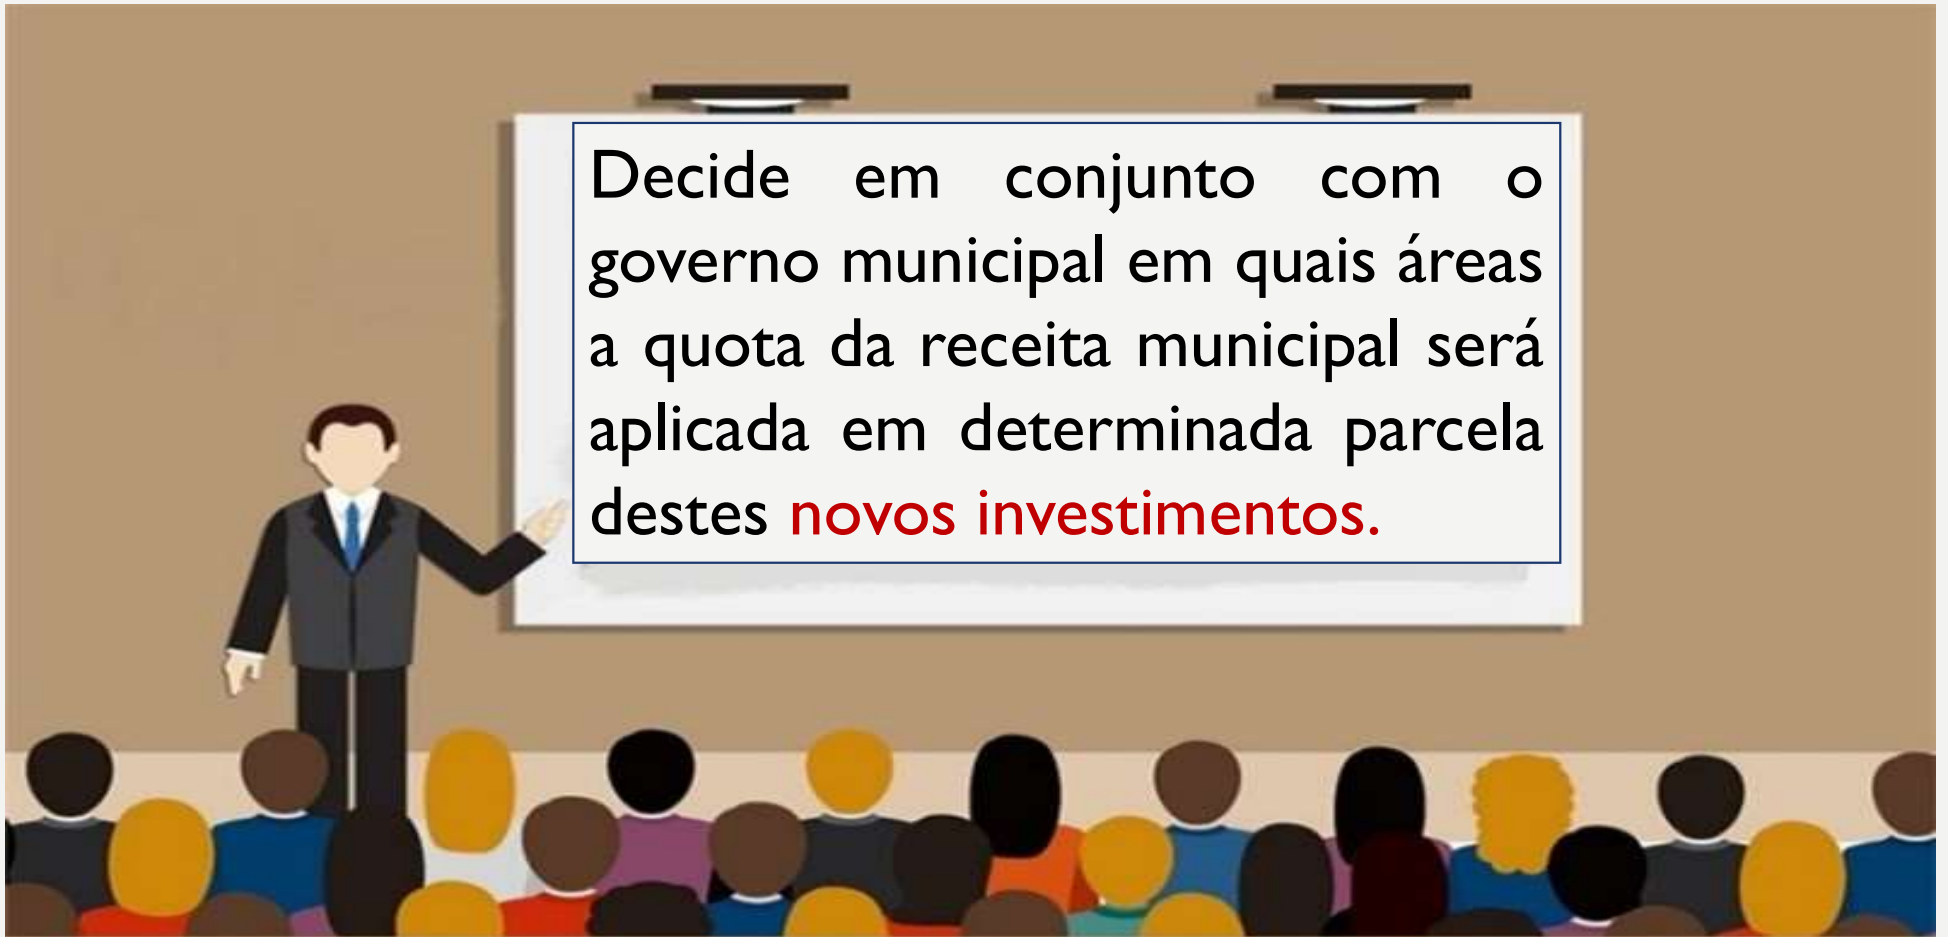 Decide em conjunto com o
governo municipal em quais áreas
a quota da receita municipal será
aplicada em determinada parcela
destes novos investimentos.